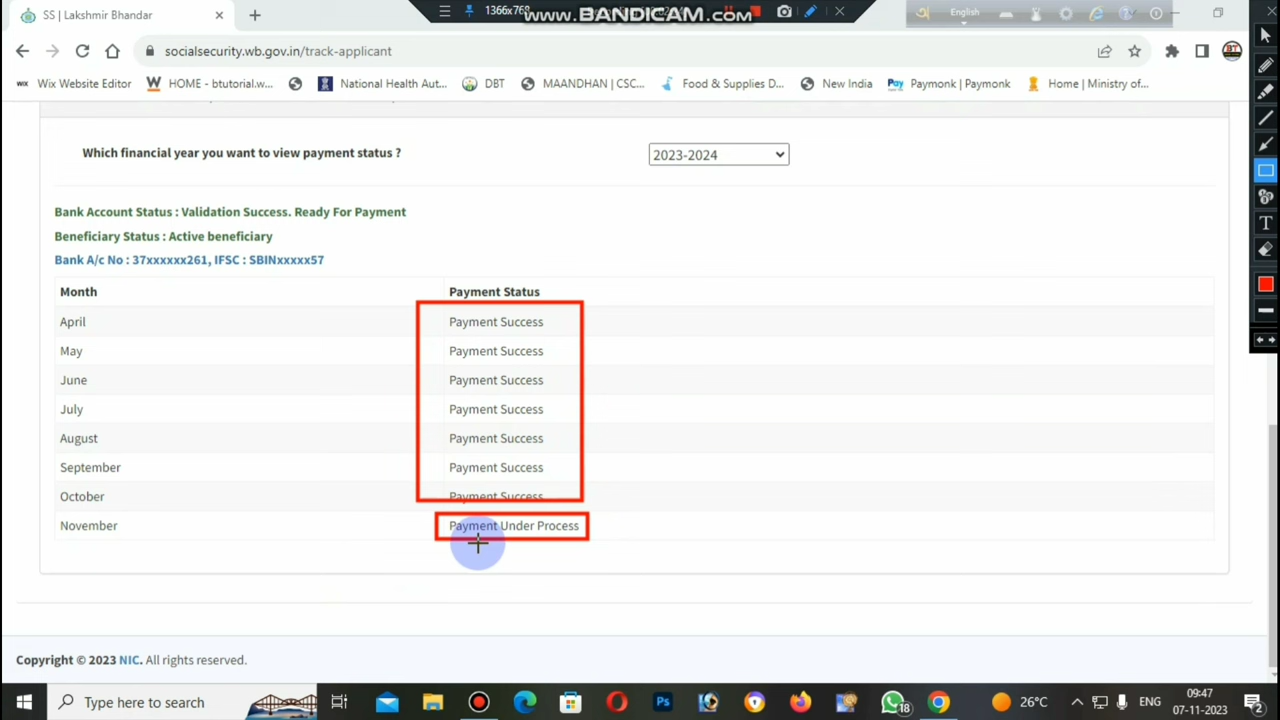 SS | Lakshmir Bhandar
1366x768
www.BANDICAM.com
English
socialsecurity.wb.gov.in/track-applicant
WIX Wix Website Editor
W HOME - btutorial.w...
National Health Aut...
DBT
MAANDHAN | CSC...
Food & Supplies D...
New India
Pay Paymonk | Paymonk
Home | Ministry of...
Which financial year you want to view payment status ?
2023-2024
Bank Account Status : Validation Success. Ready For Payment
Beneficiary Status : Active beneficiary
Bank A/c No : 37xxxxxx261, IFSC : SBINxxxxx57
Month Payment Status
April Payment Success
May Payment Success
June Payment Success
July Payment Success
August Payment Success
September Payment Success
October Payment Success
November Payment Under Process
Copyright © 2023 NIC. All rights reserved.
Type here to search
Ps
18
26°C
ENG
09:47
07-11-2023
2
T